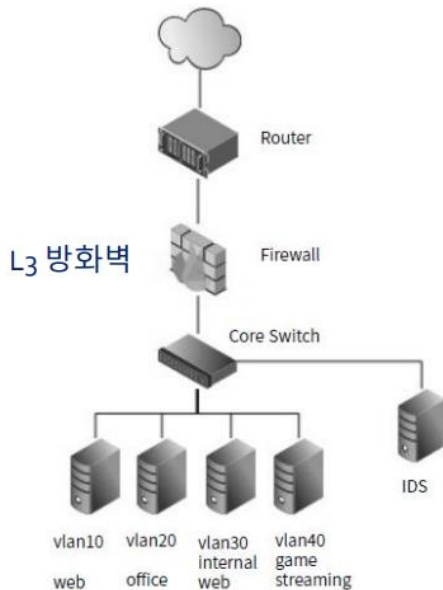 Router
L3 방화벽
Firewall
Core Switch
IDS
vlan10
web
vlan20
office
vlan30
internal
web
vlan40
game
streaming